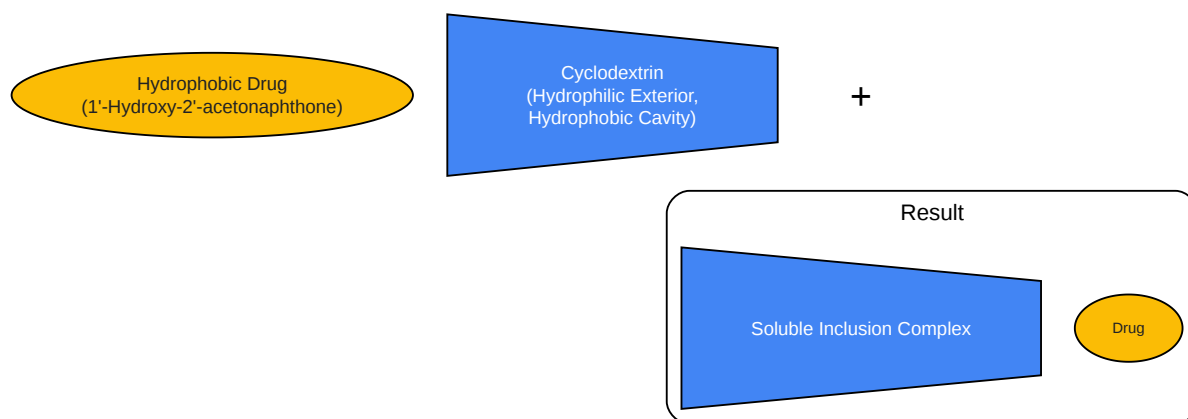 Hydrophobic Drug
(1'-Hydroxy-2'-acetonaphthone)
Cyclodextrin
(Hydrophilic Exterior,
Hydrophobic Cavity)
+
Result
Soluble Inclusion Complex
Drug